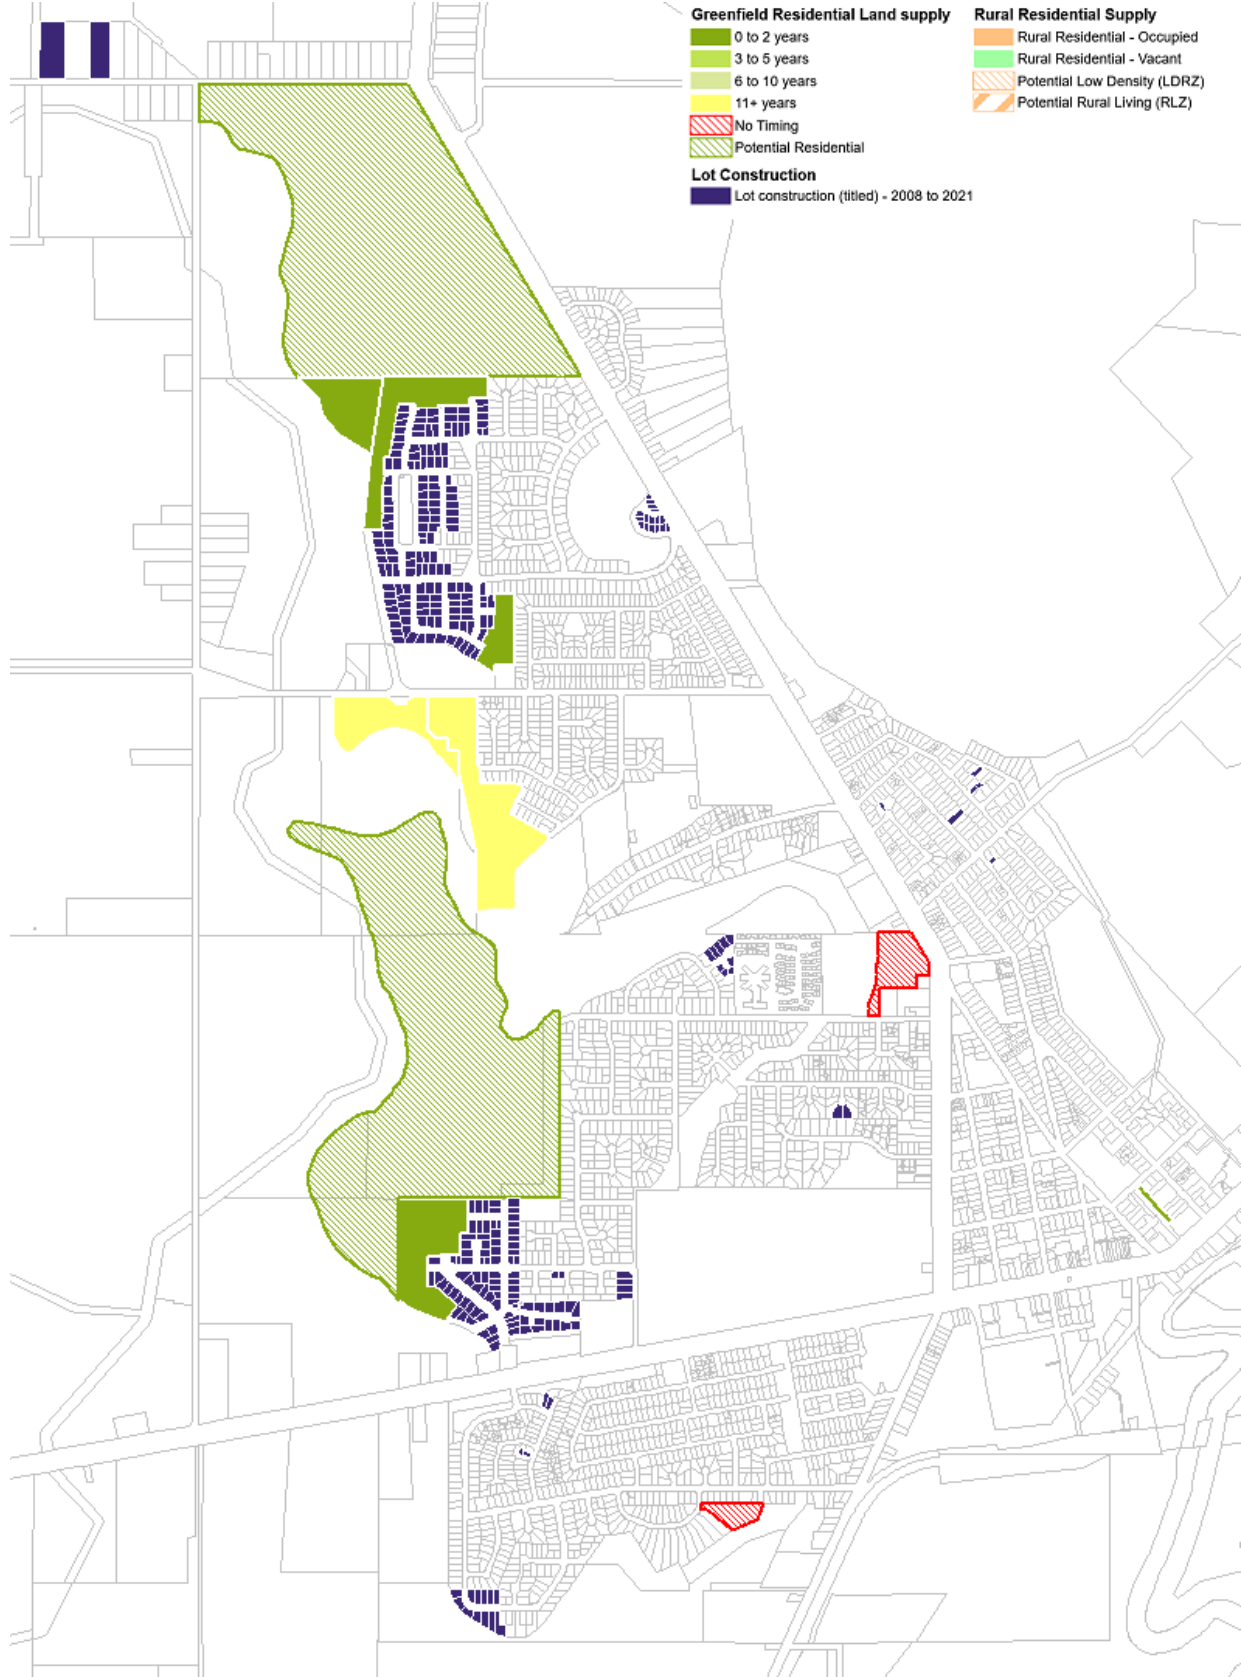 Greenfield Residential Land supply
0 to 2 years
3 to 5 years
6 to 10 years
11+ years
No Timing
Potential Residential
Lot Construction
Lot construction (titled) - 2008 to 2021
Rural Residential Supply
Rural Residential - Occupied
Rural Residential - Vacant
Potential Low Density (LDRZ)
Potential Rural Living (RLZ)